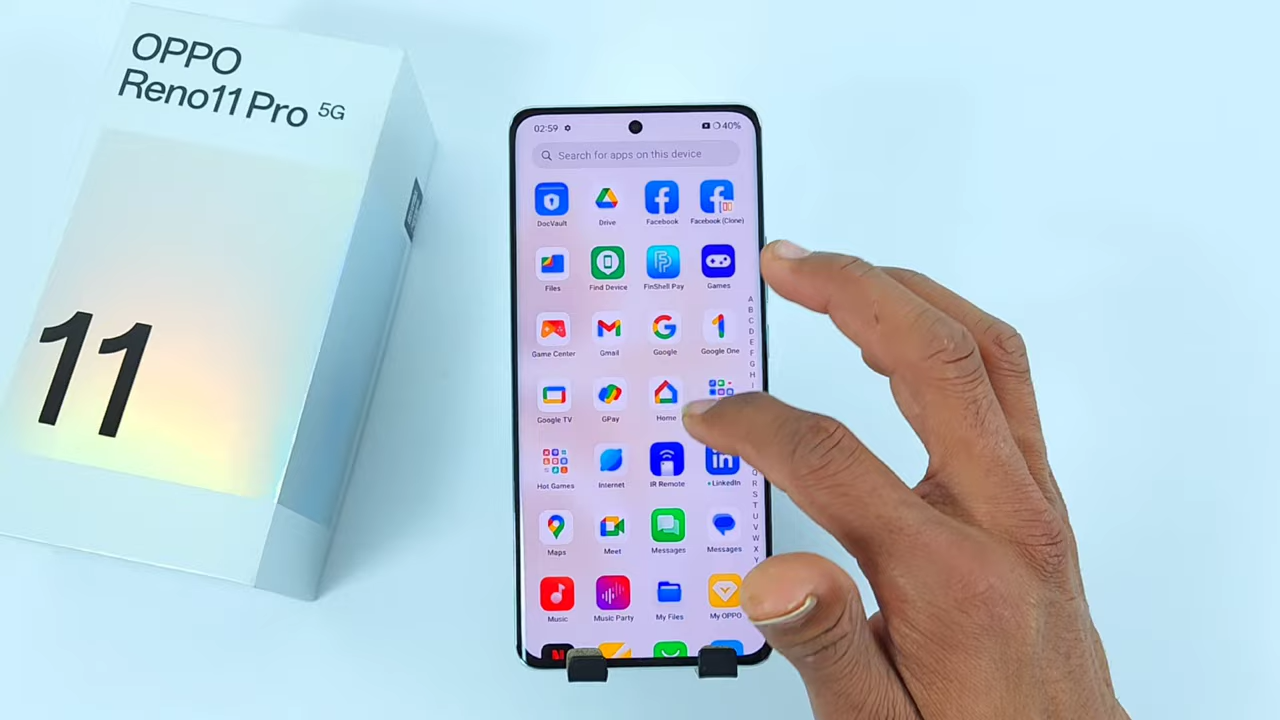 OPPO
Reno11 Pro 5G
11
02:59
40%
Search for apps on this device
DocVault
Drive
Facebook
Facebook (Clone)
Files
Find Device
FinShell Pay
Games
Game Center
Gmail
Google
Google One
Google TV
GPay
Home
Hot Games
Internet
IR Remote
LinkedIn
Maps
Meet
Messages
Messages
Music
Music Party
My Files
My OPPO
A
B
C
D
E
F
G
H
I
Q
R
S
T
U
V
W
X
Y